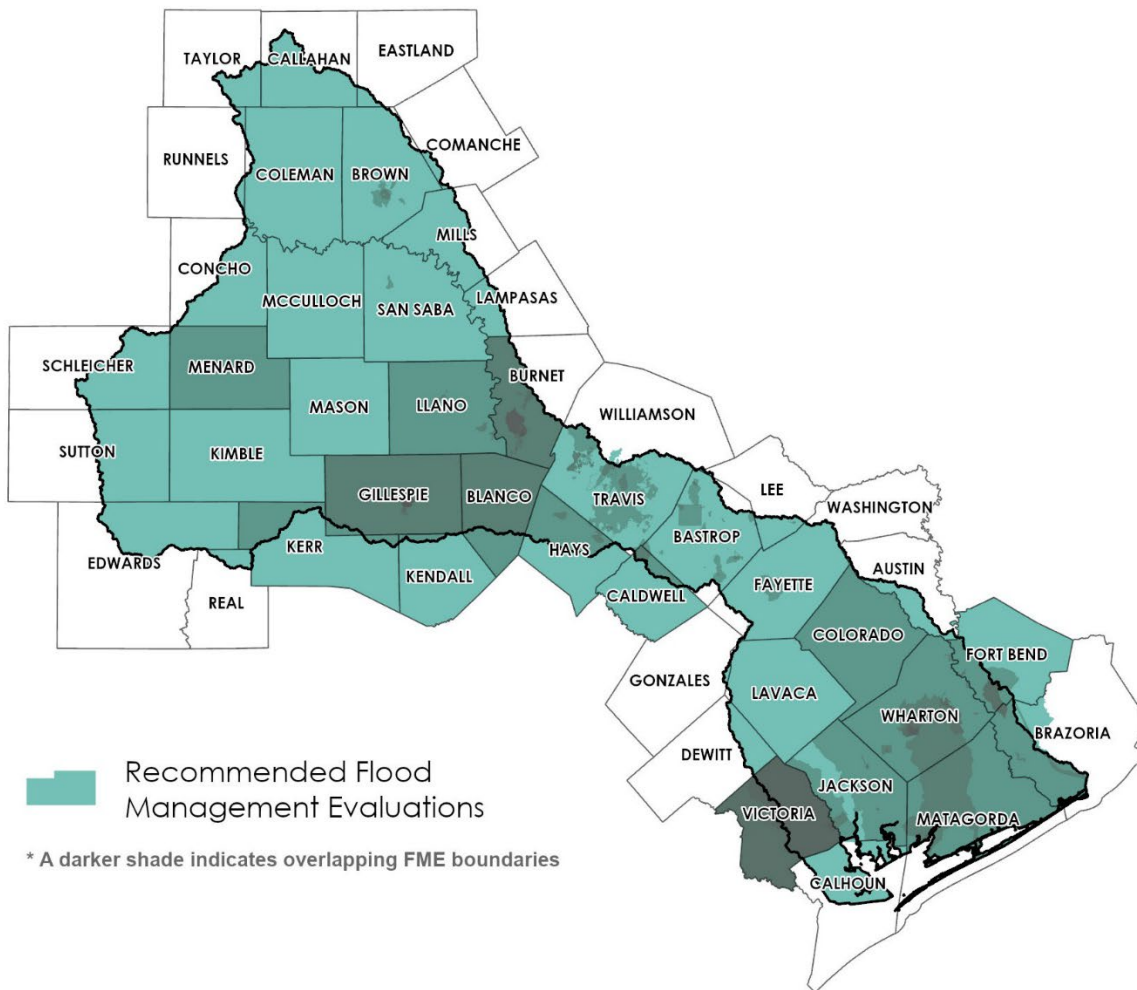 TAYLOR
CALLAHAN
EASTLAND
COMANCHE
RUNNELS
COLEMAN
BROWN
MILLS
CONCHO
MCCULLOCH
SAN SABA
LAMPASAS
SCHLEICHER
MENARD
BURNET
MASON
LLANO
WILLIAMSON
SUTTON
KIMBLE
GILLESPIE
BLANCO
TRAVIS
LEE
WASHINGTON
BASTROP
EDWARDS
KERR
HAYS
AUSTIN
KENDALL
FAYETTE
REAL
CALDWELL
COLORADO
FORT BEND
GONZALES
LAVACA
WHARTON
BRAZORIA
DEWITT
JACKSON
VICTORIA
MATAGORDA
CALHOUN
Recommended Flood
Management Evaluations
* A darker shade indicates overlapping FME boundaries